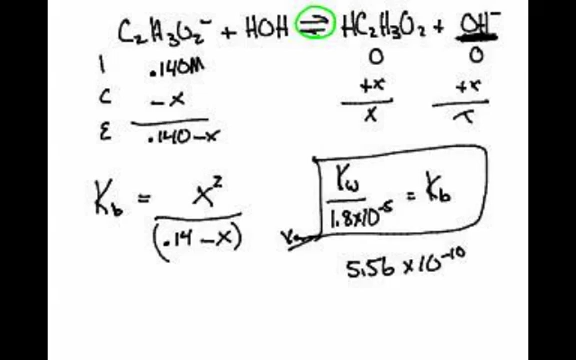 C₂H₃O₂⁻ + HOH ⇌ HC₂H₃O₂ + OH⁻
I .140M 0 0
C -x +x +x
E .140-x x x
Kb = x² / (.14 - x)
Kw / 1.8x10⁻⁵ = Kb
Ka
5.56 x 10⁻¹⁰